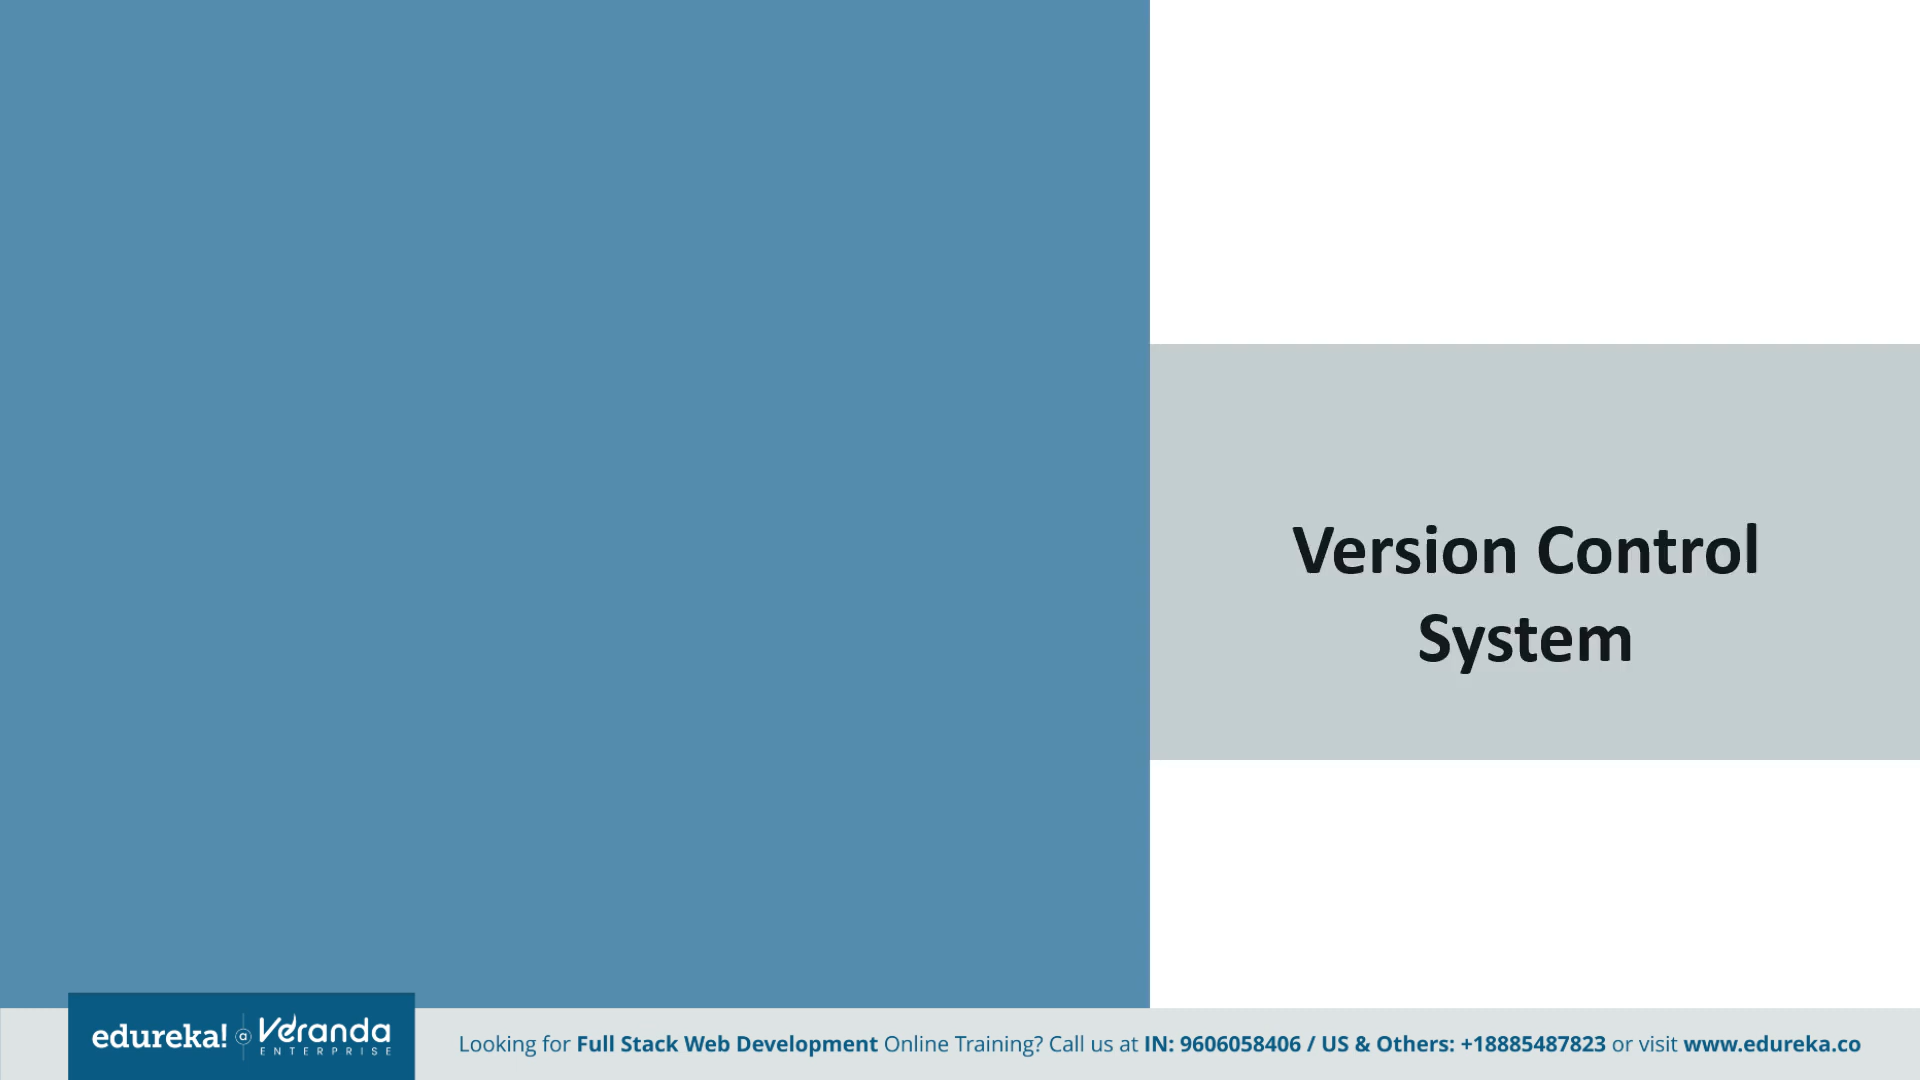 Version Control
System
edureka! a Veranda
ENTERPRISE
Looking for Full Stack Web Development Online Training? Call us at IN: 9606058406 / US & Others: +18885487823 or visit www.edureka.co